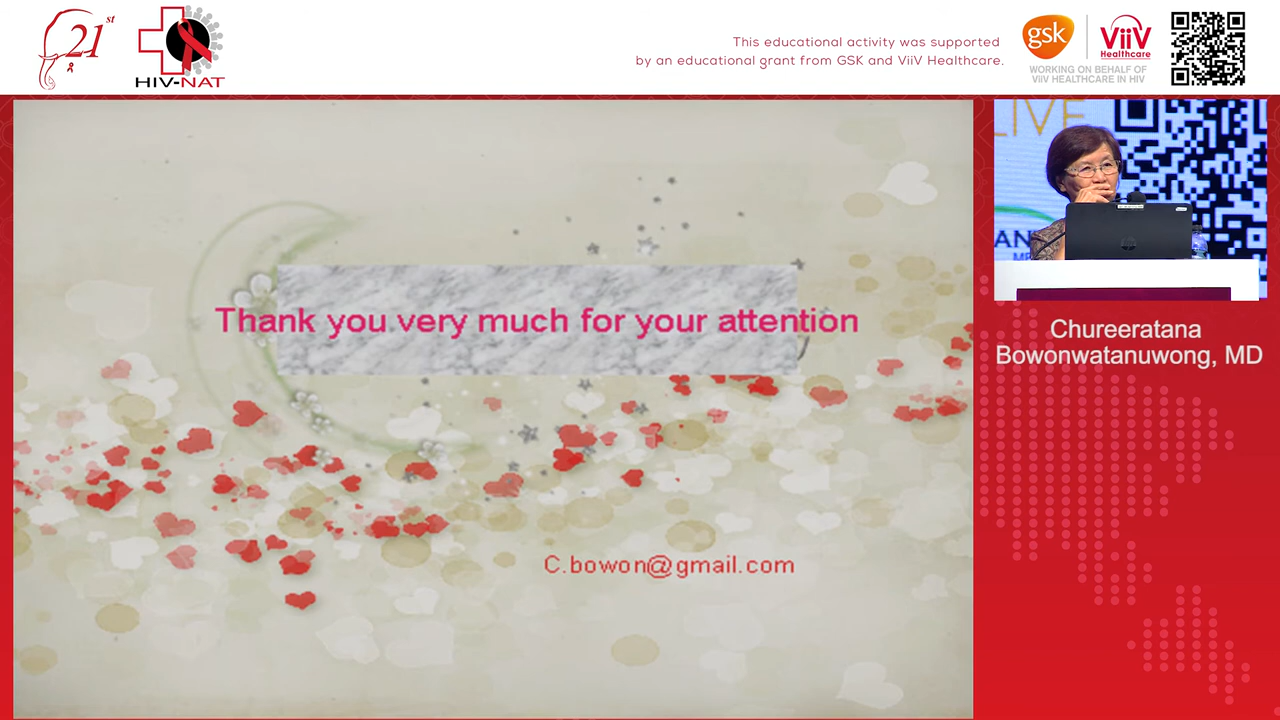 21st
HIV-NAT
This educational activity was supported
by an educational grant from GSK and ViiV Healthcare.
gsk
ViiV
Healthcare
WORKING ON BEHALF OF
ViiV HEALTHCARE IN HIV
Thank you very much for your attention
C.bowon@gmail.com
LIVE
AN
Chureeratana
Bowonwatanuwong, MD